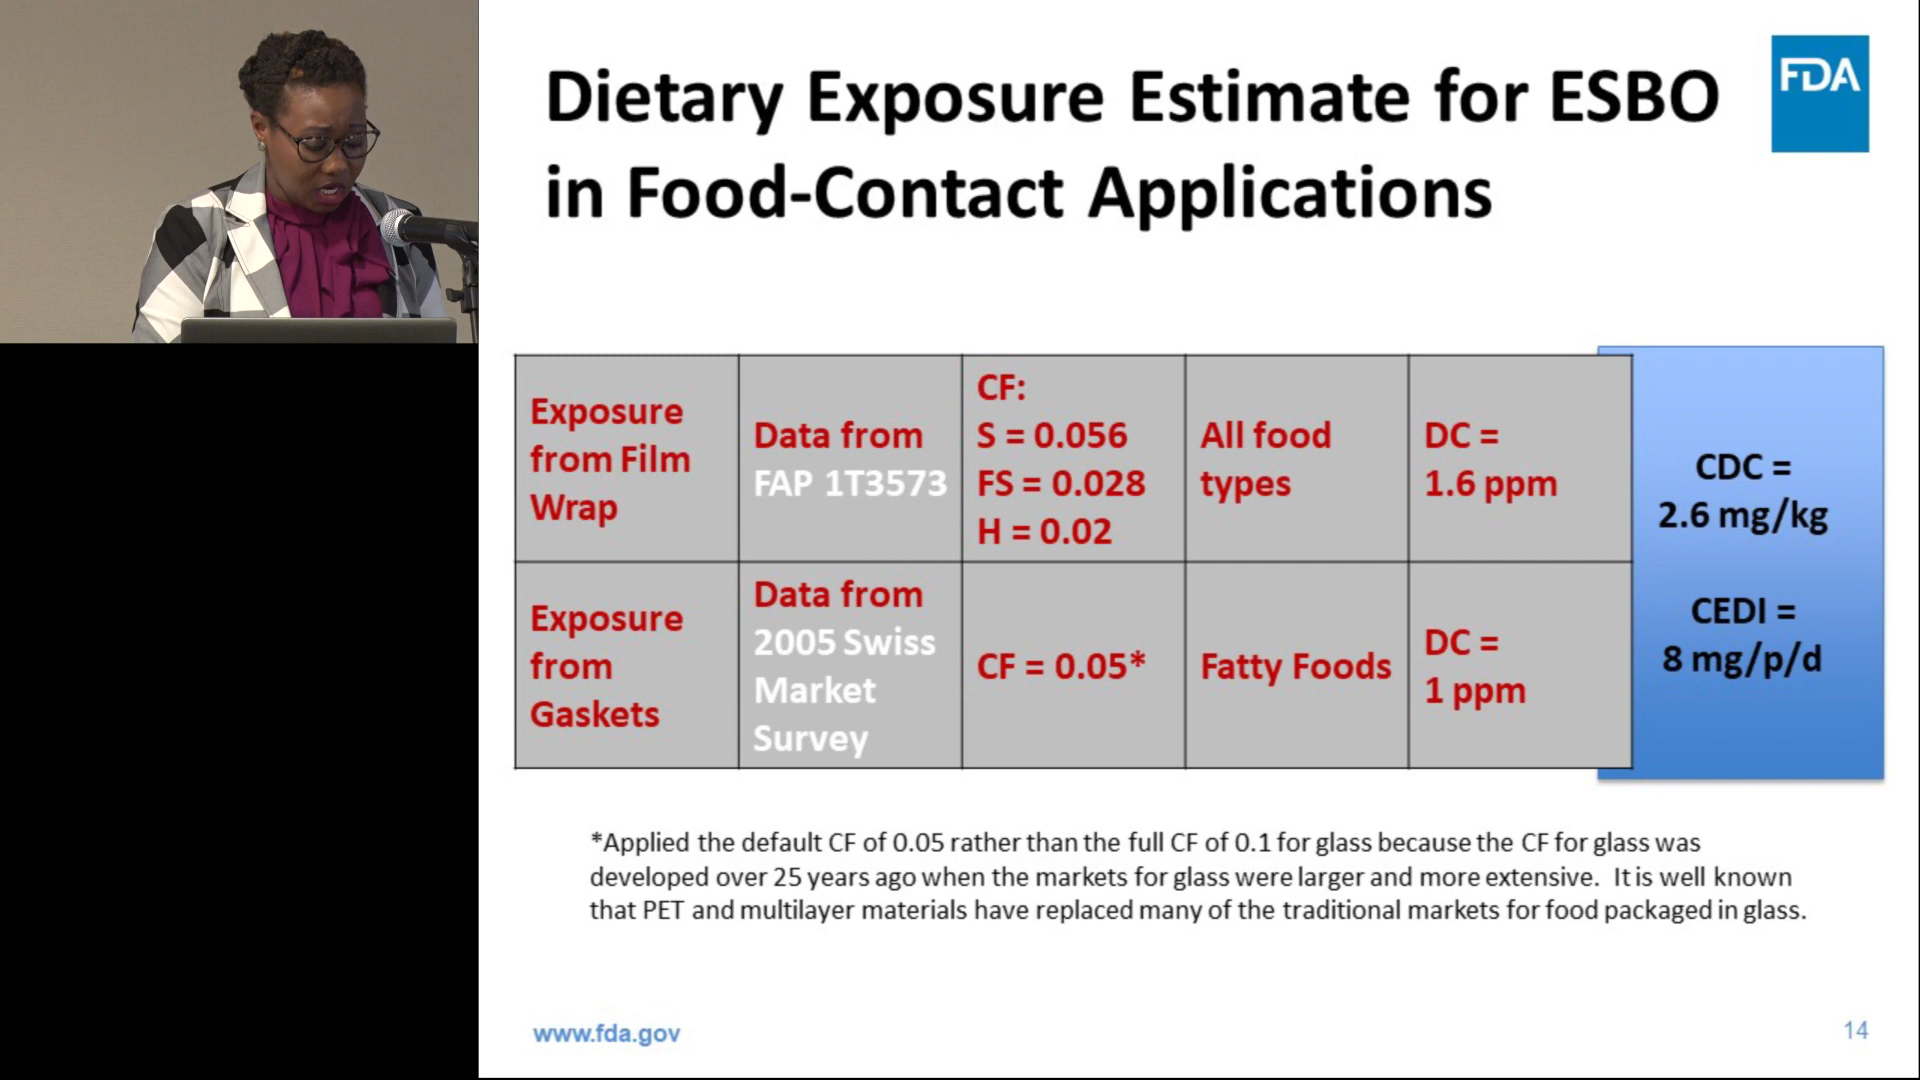 Dietary Exposure Estimate for ESBO
in Food-Contact Applications
FDA
Exposure
from Film
Wrap
Data from
FAP 1T3573
CF:
S = 0.056
FS = 0.028
H = 0.02
All food
types
DC =
1.6 ppm
Exposure
from
Gaskets
Data from
2005 Swiss
Market
Survey
CF = 0.05*
Fatty Foods
DC =
1 ppm
CDC =
2.6 mg/kg
CEDI =
8 mg/p/d
*Applied the default CF of 0.05 rather than the full CF of 0.1 for glass because the CF for glass was
developed over 25 years ago when the markets for glass were larger and more extensive. It is well known
that PET and multilayer materials have replaced many of the traditional markets for food packaged in glass.
www.fda.gov
14